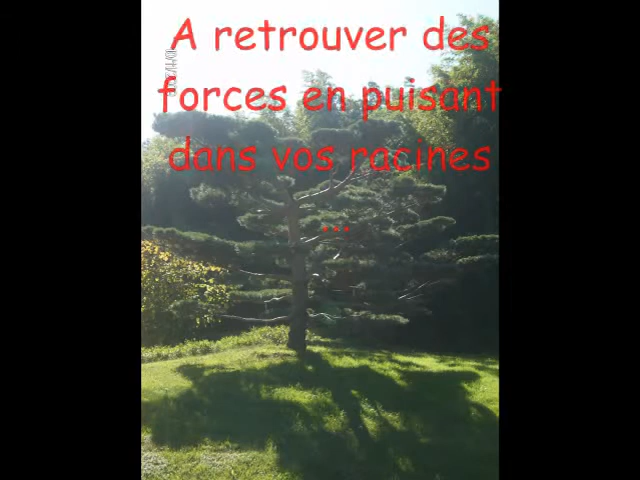 A retrouver des
forces en puisant
dans vos racines
...